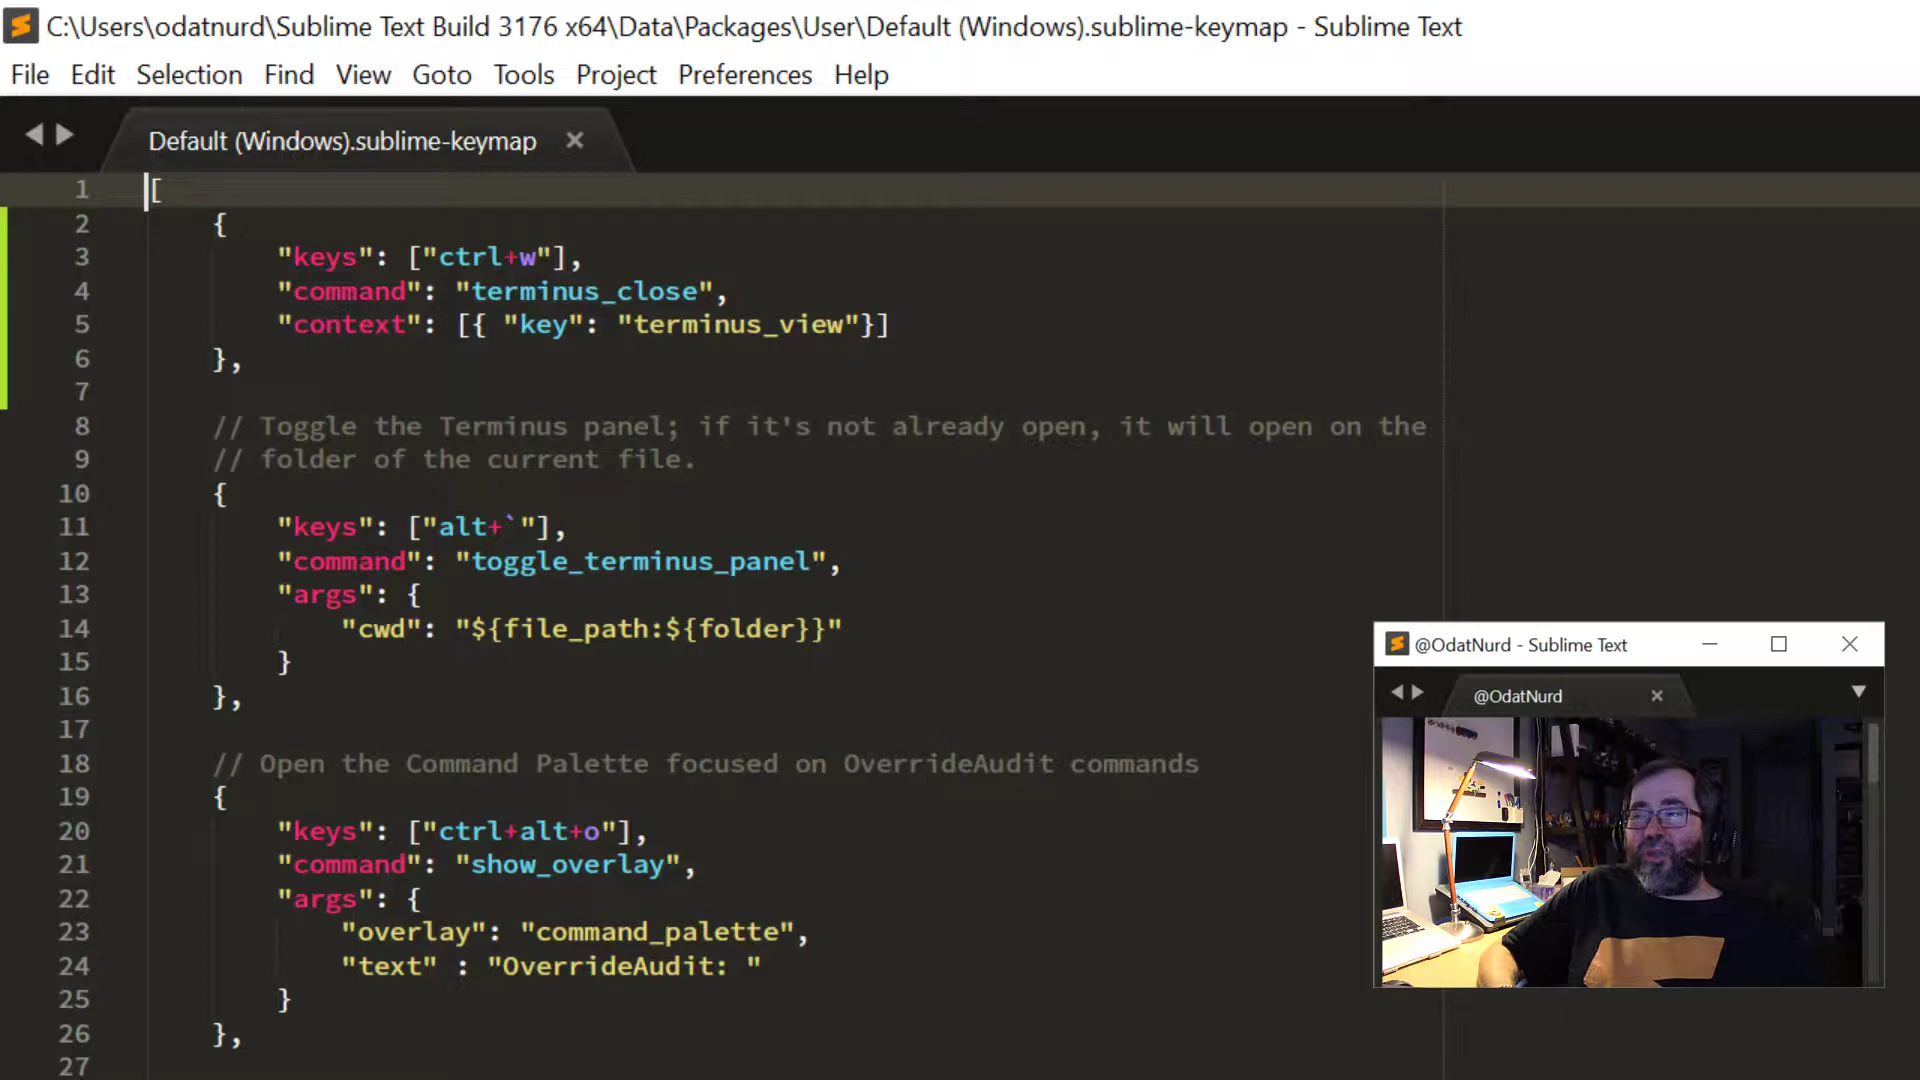 C:\Users\odatnurd\Sublime Text Build 3176 x64\Data\Packages\User\Default (Windows).sublime-keymap - Sublime Text
File Edit Selection Find View Goto Tools Project Preferences Help
Default (Windows).sublime-keymap
1 [
2 {
3 "keys": ["ctrl+w"],
4 "command": "terminus_close",
5 "context": [{ "key": "terminus_view"}]
6 },
7
8 // Toggle the Terminus panel; if it's not already open, it will open on the
9 // folder of the current file.
10 {
11 "keys": ["alt+`"],
12 "command": "toggle_terminus_panel",
13 "args": {
14 "cwd": "${file_path:${folder}}"
15 }
16 },
17
18 // Open the Command Palette focused on OverrideAudit commands
19 {
20 "keys": ["ctrl+alt+o"],
21 "command": "show_overlay",
22 "args": {
23 "overlay": "command_palette",
24 "text" : "OverrideAudit: "
25 }
26 },
27
@OdatNurd - Sublime Text
@OdatNurd